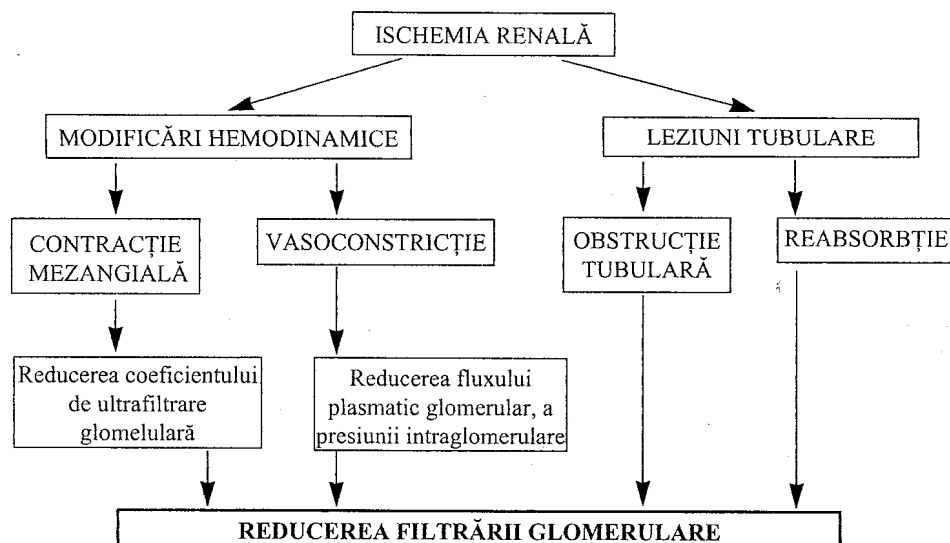 ISCHEMIA RENALĂ
MODIFICĂRI HEMODINAMICE
LEZIUNI TUBULARE
CONTRACȚIE
MEZANGIALĂ
VASOCONSTRICȚIE
OBSTRUCȚIE
TUBULARĂ
REABSORBȚIE
Reducerea coeficientului
de ultrafiltrare
glomelulară
Reducerea fluxului
plasmatic glomerular, a
presiunii intraglomerulare
REDUCEREA FILTRĂRII GLOMERULARE